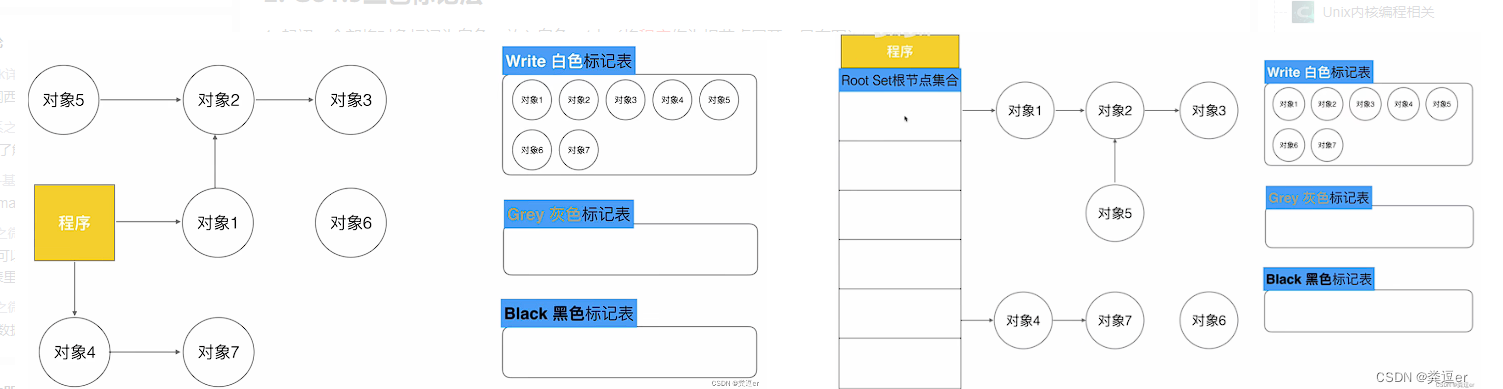 Unix内核编程相关
对象5
对象2
对象3
程序
对象1
对象6
对象4
对象7
Write 白色标记表
对象1 对象2 对象3 对象4 对象5
对象6 对象7
Grey 灰色标记表
Black 黑色标记表
CSDN @龚逗er
程序
Root Set根节点集合
对象1
对象2
对象3
对象5
对象4
对象7
对象6
Write 白色标记表
对象1 对象2 对象3 对象4 对象5
对象6 对象7
Grey 灰色标记表
Black 黑色标记表
CSDN @龚逗er